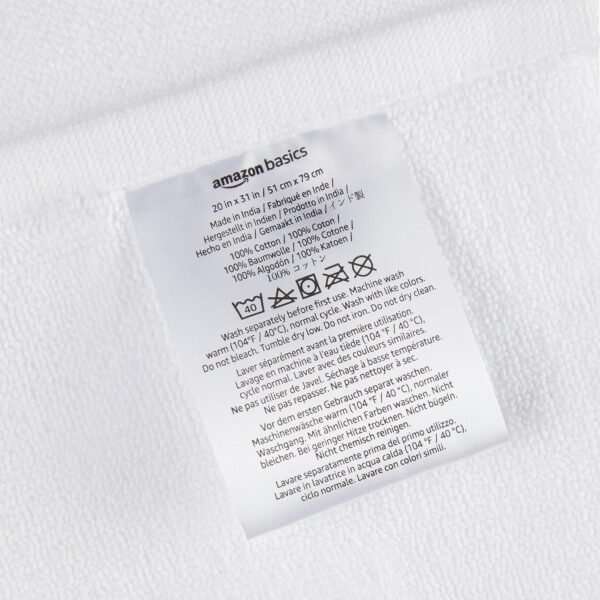 amazon basics
20 in x 31 in / 51 cm x 79 cm
Made in India / Fabriqué en Inde /
Hergestellt in Indien / Prodotto in India /
Hecho en India / Gemaakt in India / インド製
100% Cotton / 100% Coton /
100% Baumwolle / 100% Cotone /
100% Algodón / 100% Katoen /
100% コットン
40
Wash separately before first use. Machine wash
warm (104°F / 40°C), normal cycle. Wash with like colors.
Do not bleach. Tumble dry low. Do not iron. Do not dry clean.
Laver séparément avant la première utilisation.
Lavage en machine à l'eau tiède (104 °F / 40 °C),
cycle normal. Laver avec des couleurs similaires.
Ne pas utiliser de Javel. Séchage à basse température.
Ne pas repasser. Ne pas nettoyer à sec.
Vor dem ersten Gebrauch separat waschen.
Maschinenwäsche warm (104 °F / 40 °C), normaler
Waschgang. Mit ähnlichen Farben waschen. Nicht
bleichen. Bei geringer Hitze trocknen. Nicht bügeln.
Nicht chemisch reinigen.
Lavare separatamente prima del primo utilizzo.
Lavare in lavatrice in acqua calda (104 °F / 40 °C),
ciclo normale. Lavare con colori simili.